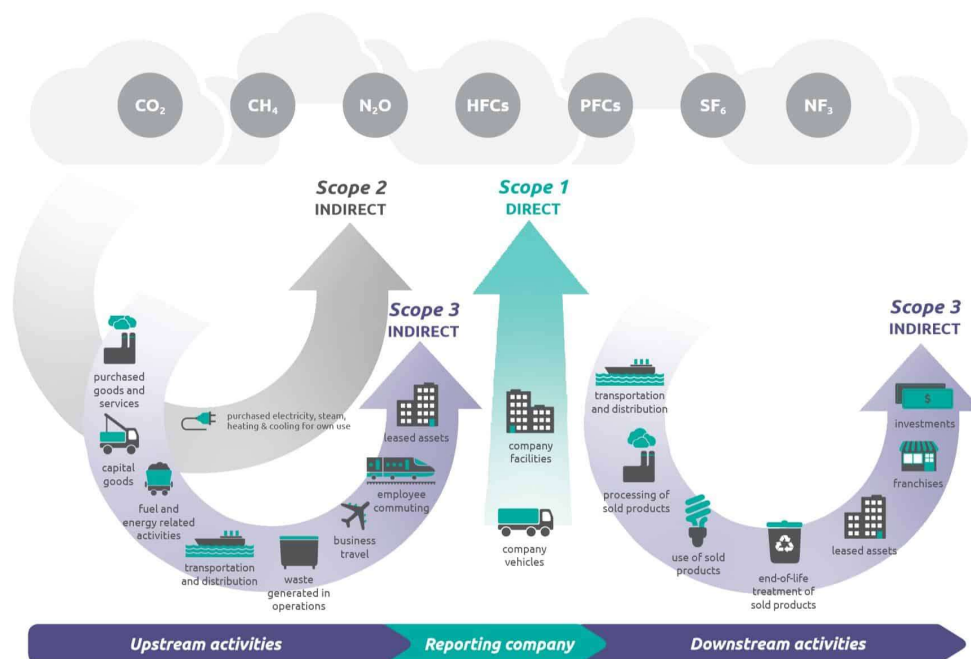 CO₂
CH₄
N₂O
HFCs
PFCs
SF₆
NF₃
Scope 2
INDIRECT
Scope 1
DIRECT
Scope 3
INDIRECT
Scope 3
INDIRECT
purchased
goods and
services
capital
goods
fuel and
energy related
activities
purchased electricity, steam,
heating & cooling for own use
transportation
and distribution
waste
generated in
operations
business
travel
employee
commuting
leased assets
company
facilities
company
vehicles
transportation
and distribution
processing of
sold products
use of sold
products
end-of-life
treatment of
sold products
leased assets
franchises
investments
$
Upstream activities
Reporting company
Downstream activities